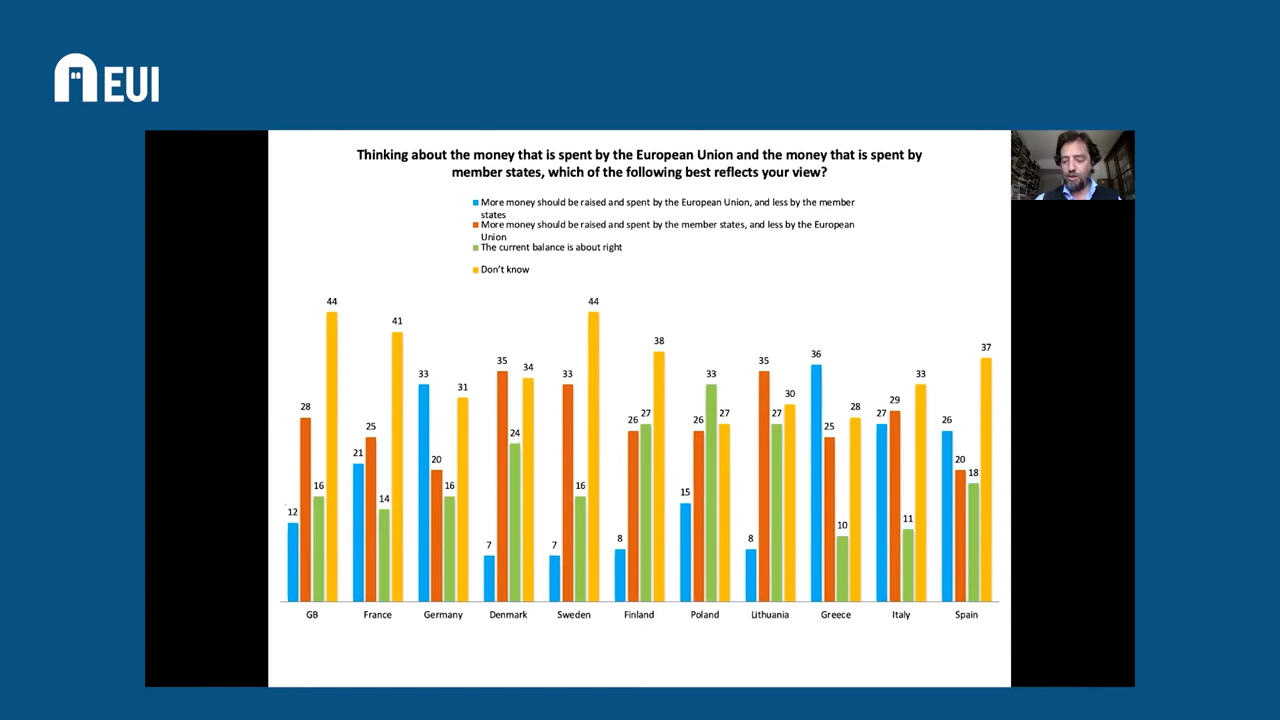 EUI
Thinking about the money that is spent by the European Union and the money that is spent by
member states, which of the following best reflects your view?
More money should be raised and spent by the European Union, and less by the member
states
More money should be raised and spent by the member states, and less by the European
Union
The current balance is about right
Don't know
12 28 16 44
21 25 14 41
33 20 16 31
7 35 24 34
7 33 16 44
8 26 27 38
15 26 33 27
8 35 27 30
36 25 10 28
27 29 11 33
26 20 18 37
GB France Germany Denmark Sweden Finland Poland Lithuania Greece Italy Spain